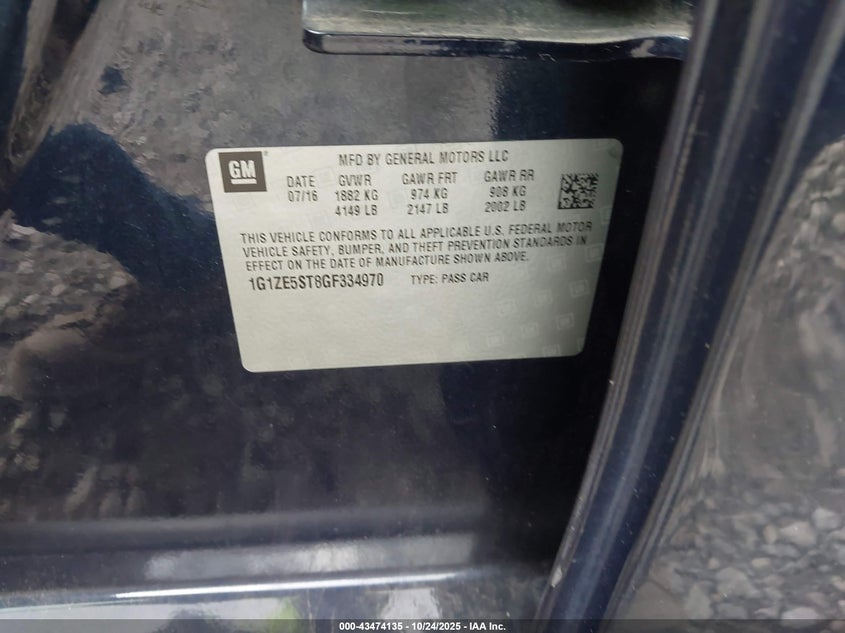 GM
MFD BY GENERAL MOTORS LLC
DATE GVWR GAWR FRT GAWR RR
07/16 1882 KG 974 KG 908 KG
4149 LB 2147 LB 2002 LB
THIS VEHICLE CONFORMS TO ALL APPLICABLE U.S. FEDERAL MOTOR
VEHICLE SAFETY, BUMPER, AND THEFT PREVENTION STANDARDS IN
EFFECT ON THE DATE OF MANUFACTURE SHOWN ABOVE.
1G1ZE5ST8GF334970 TYPE: PASS CAR
000-43474135 - 10/24/2025 - IAA Inc.